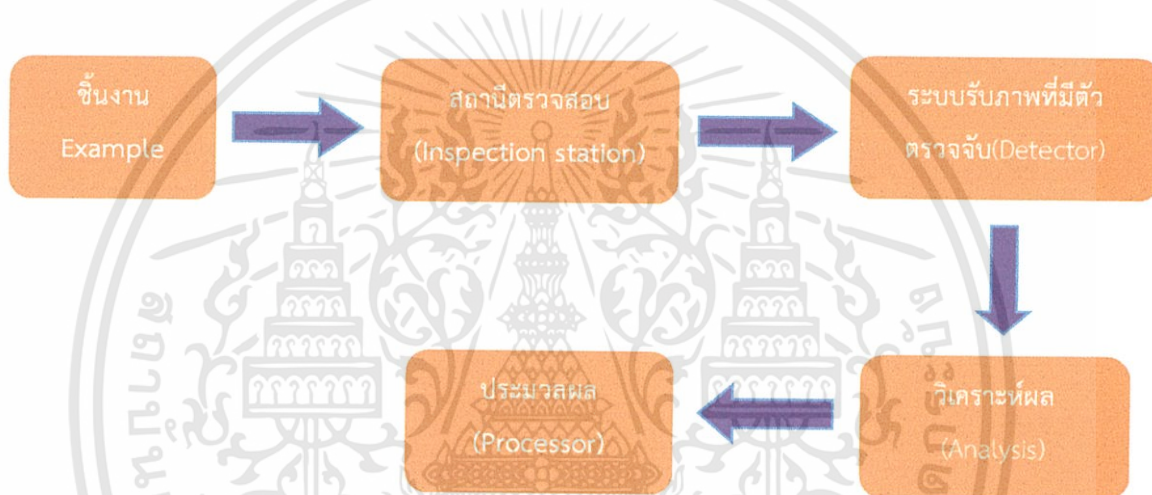 ชิ้นงาน
Example
สถานีตรวจสอบ
(Inspection station)
ระบบรับภาพที่มีตัว
ตรวจจับ(Detector)
วิเคราะห์ผล
(Analysis)
ประมวลผล
(Processor)